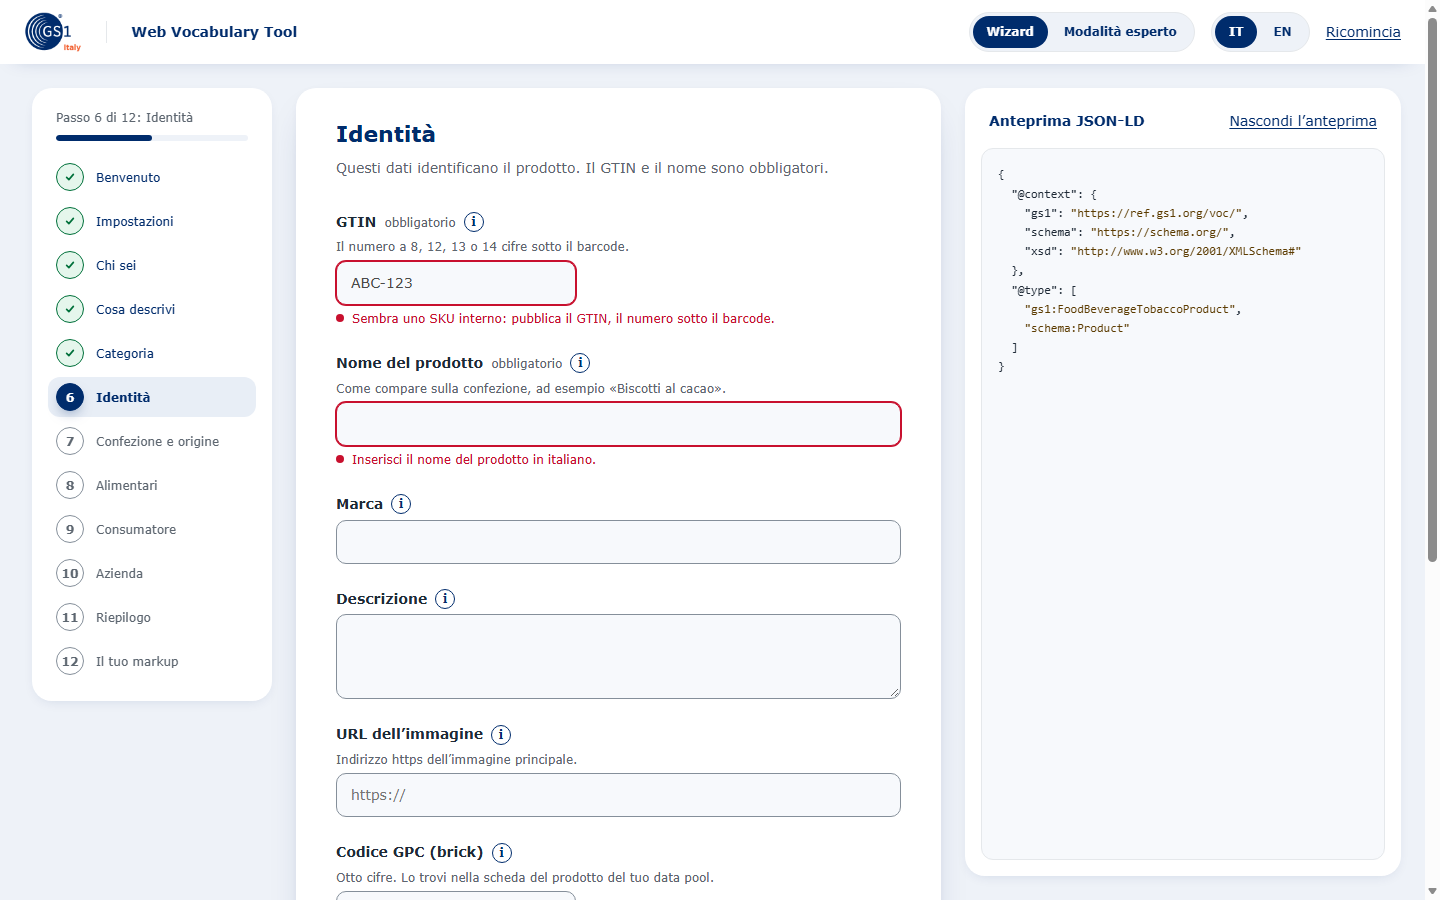 GS1
Italy
Web Vocabulary Tool
Wizard
Modalità esperto
IT
EN
Ricomincia
Passo 6 di 12: Identità
Benvenuto
Impostazioni
Chi sei
Cosa descrivi
Categoria
6 Identità
7 Confezione e origine
8 Alimentari
9 Consumatore
10 Azienda
11 Riepilogo
12 Il tuo markup
Identità
Questi dati identificano il prodotto. Il GTIN e il nome sono obbligatori.
GTIN obbligatorio i
Il numero a 8, 12, 13 o 14 cifre sotto il barcode.
ABC-123
Sembra uno SKU interno: pubblica il GTIN, il numero sotto il barcode.
Nome del prodotto obbligatorio i
Come compare sulla confezione, ad esempio «Biscotti al cacao».
Inserisci il nome del prodotto in italiano.
Marca i
Descrizione i
URL dell’immagine i
Indirizzo https dell’immagine principale.
https://
Codice GPC (brick) i
Otto cifre. Lo trovi nella scheda del prodotto del tuo data pool.
Anteprima JSON-LD
Nascondi l’anteprima
{
"@context": {
"gs1": "https://ref.gs1.org/voc/",
"schema": "https://schema.org/",
"xsd": "http://www.w3.org/2001/XMLSchema#"
},
"@type": [
"gs1:FoodBeverageTobaccoProduct",
"schema:Product"
]
}